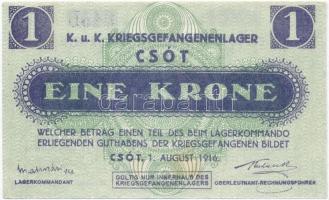 1 K. u. K. KRIEGSGEFANGENENLAGER 1
CSÓT
EINE KRONE
WELCHER BETRAG EINEN TEIL DES BEIM LAGERKOMMANDO
ERLIEGENDEN GUTHABENS DER KRIEGSGEFANGENEN BILDET
CSÓT, 1. AUGUST 1916.
LAGERKOMMANDANT
GÜLTIG NUR INNERHALB DES
KRIEGSGEFANGENENLAGERS
OBERLEUTNANT-RECHNUNGSFÜHRER